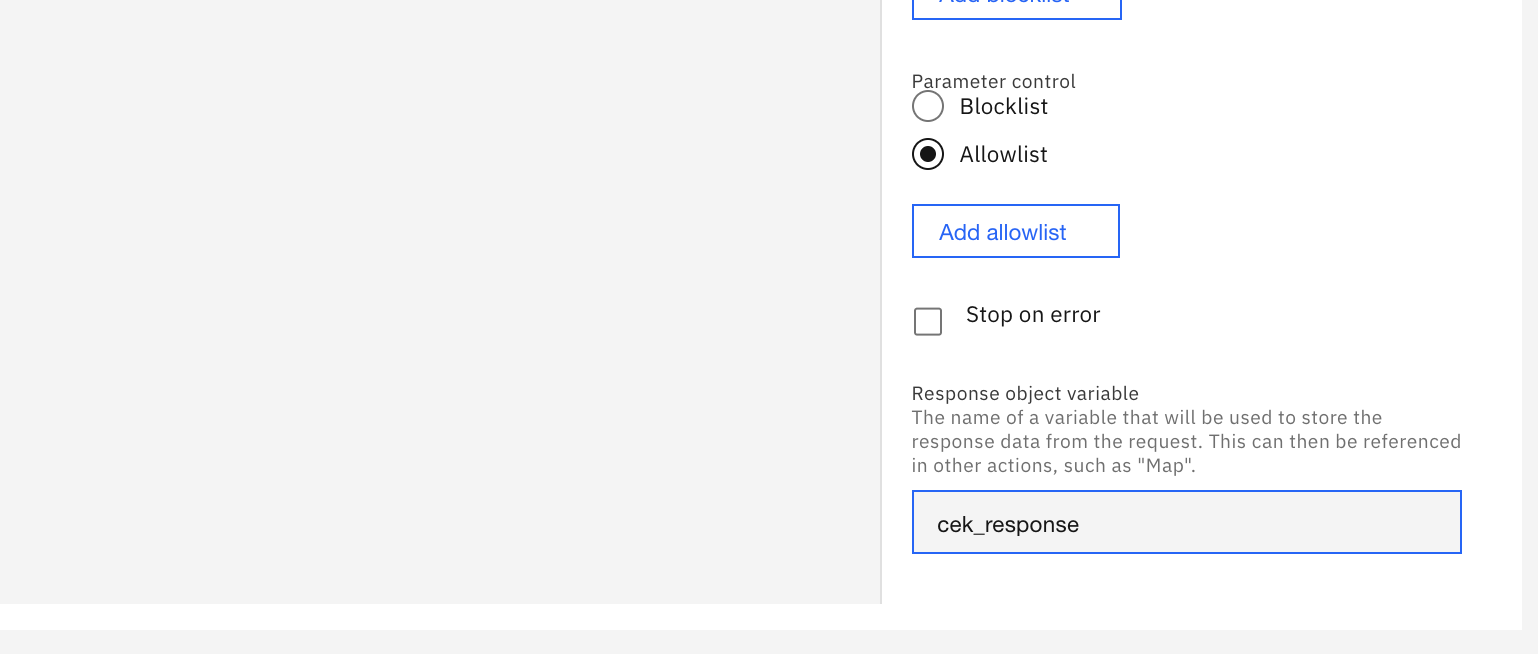 Add blocklist
Parameter control
Blocklist
Allowlist
Add allowlist
Stop on error
Response object variable
The name of a variable that will be used to store the
response data from the request. This can then be referenced
in other actions, such as "Map".
cek_response